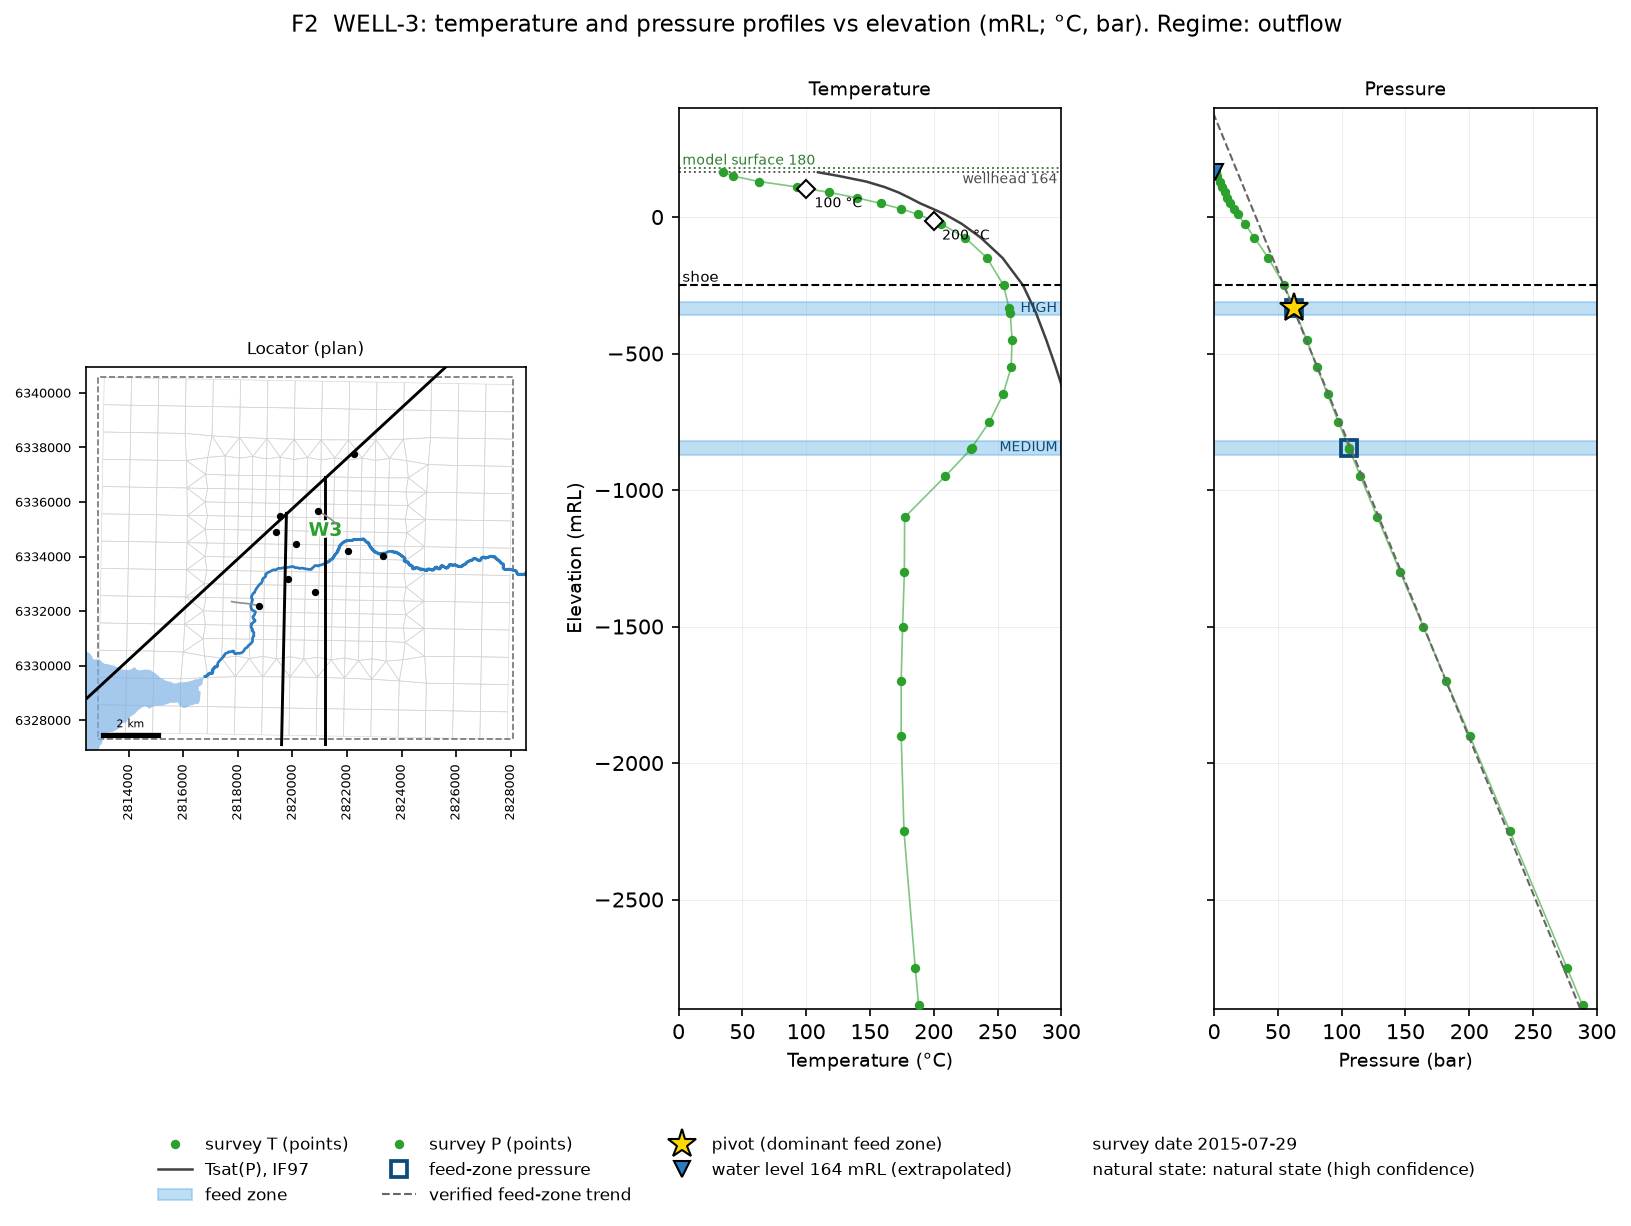 F2  WELL-3: temperature and pressure profiles vs elevation (mRL; °C, bar). Regime: outflow
Locator (plan)
6340000
6338000
6336000
6334000
6332000
6330000
6328000
W3
2 km
2814000
2816000
2818000
2820000
2822000
2824000
2826000
2828000
Temperature
model surface 180
wellhead 164
100 °C
200 °C
shoe
HIGH
MEDIUM
Elevation (mRL)
0
−500
−1000
−1500
−2000
−2500
0 50 100 150 200 250 300
Temperature (°C)
Pressure
0 50 100 150 200 250 300
Pressure (bar)
survey T (points)
Tsat(P), IF97
feed zone
survey P (points)
feed-zone pressure
verified feed-zone trend
pivot (dominant feed zone)
water level 164 mRL (extrapolated)
survey date 2015-07-29
natural state: natural state (high confidence)